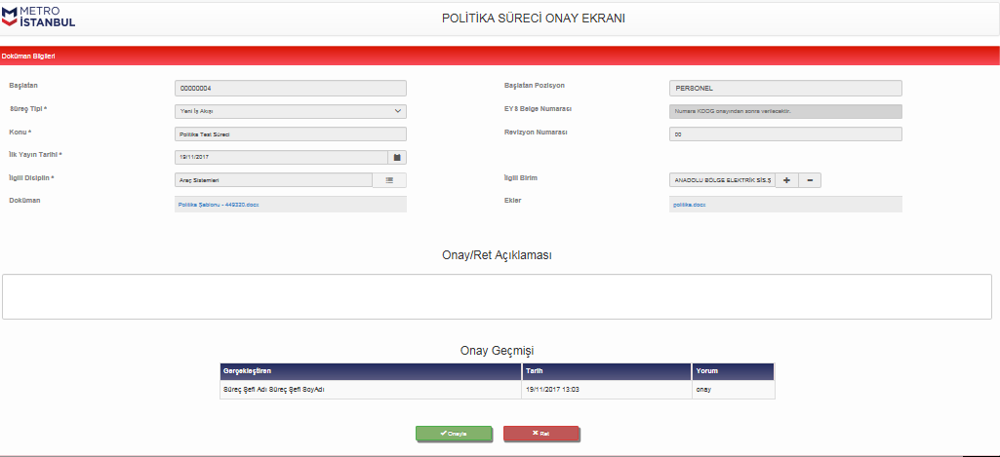 METRO
İSTANBUL
POLİTİKA SÜRECİ ONAY EKRANI
Doküman Bilgileri
Başlatan
00000004
Başlatan Pozisyon
PERSONEL
Süreç Tipi *
Yeni İş Akışı
EYS Belge Numarası
Numara KDDG onayından sonra verilecektir.
Konu *
Politika Test Süreci
Revizyon Numarası
00
İlk Yayın Tarihi *
19/11/2017
İlgili Disiplin *
Araç Sistemleri
İlgili Birim
ANADOLU BÖLGE ELEKTRİK SİS.Ş
Doküman
Politika Şablonu - 449320.docx
Ekler
politika.docx
Onay/Ret Açıklaması
Onay Geçmişi
Gerçekleştiren Tarih Yorum
Süreç Şefi Adı Süreç Şefi SoyAdı 19/11/2017 13:03 onay
Onayla
Ret